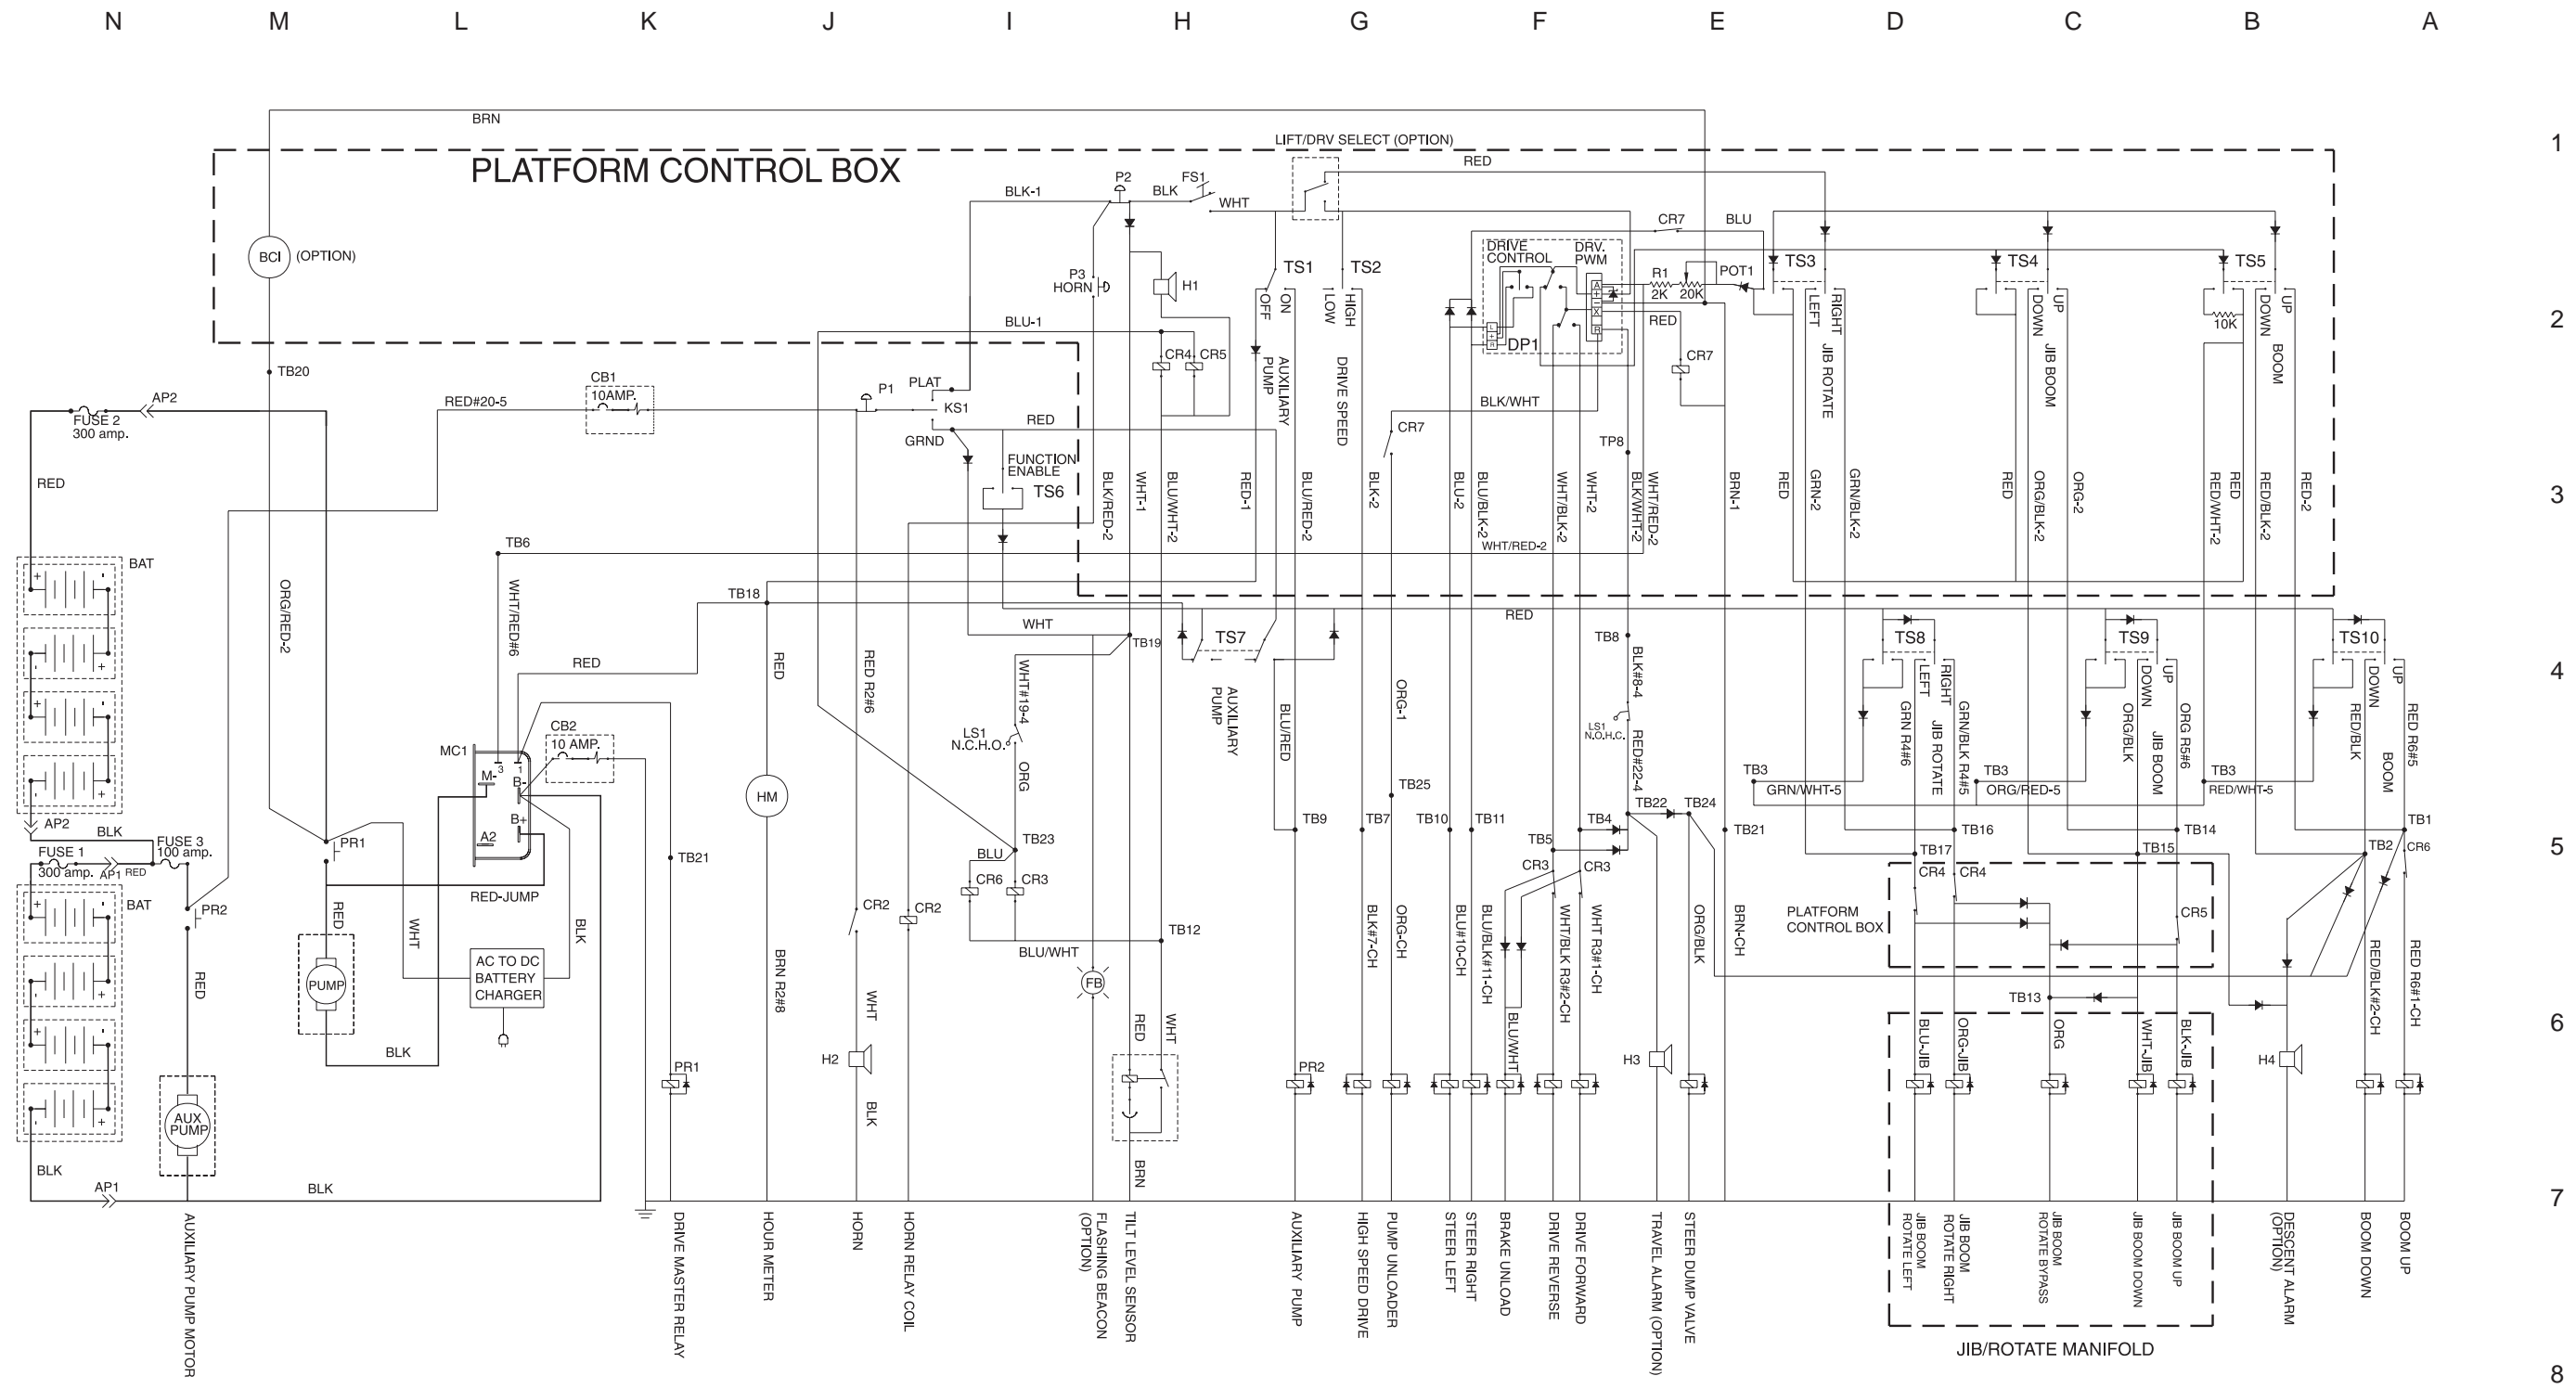 N M L K J I H G F E D C B A
1
2
3
4
5
6
7
8
BRN
LIFT/DRV SELECT (OPTION)
PLATFORM CONTROL BOX
RED
BLK-1
P2
BLK
FS1
WHT
BCI
(OPTION)
P3
HORN
H1
TS1
TS2
OFF
ON
LOW
HIGH
AUXILIARY
PUMP
DRIVE SPEED
DRIVE
CONTROL
DRV.
PWM
A
+
−
X
R
L
+
R
DP1
CR7
BLU
R1
2K
POT1
20K
RED
CR7
TS3
LEFT
RIGHT
JIB ROTATE
TS4
DOWN
UP
JIB BOOM
TS5
10K
DOWN
UP
BOOM
BLU-1
CR4
CR5
TB20
CB1
10AMP.
RED#20-5
P1
PLAT
KS1
GRND
RED
BLK/WHT
CR7
TP8
AP2
FUSE 2
300 amp.
RED
FUNCTION
ENABLE
TS6
BLK/RED-2
WHT-1
BLU/WHT-2
RED-1
BLU/RED-2
BLK-2
BLU-2
BLU/BLK-2
WHT/BLK-2
WHT-2
BLK/WHT-2
WHT/RED-2
BRN-1
RED
GRN-2
GRN/BLK-2
RED
ORG/BLK-2
ORG-2
RED/WHT-2
RED
RED/BLK-2
RED-2
TB6
WHT/RED-2
BAT
+
-
-
+
+
-
-
+
ORG/RED-2
WHT/RED#6
TB18
RED
WHT
TB19
TS7
AUXILIARY
PUMP
RED
RED
RED R2#6
WHT#19-4
LS1
N.C.H.O.
ORG
BLU/RED
ORG-1
TB8
BLK#8-4
LS1
N.O.H.C.
RED#22-4
TS8
LEFT
RIGHT
JIB ROTATE
GRN R4#6
GRN/BLK R4#5
TS9
DOWN
UP
JIB BOOM
ORG/BLK
ORG R5#6
TS10
DOWN
UP
BOOM
RED/BLK
RED R6#5
MC1
M-
3
1
B-
B+
A2
CB2
10 AMP.
HM
TB3
GRN/WHT-5
TB3
ORG/RED-5
TB3
RED/WHT-5
AP2
BLK
FUSE 1
300 amp.
AP1
RED
FUSE 3
100 amp.
PR1
TB21
TB23
BLU
CR6
CR3
TB9
TB7
TB25
TB10
TB11
TB5
TB4
TB22
TB24
TB21
TB17
TB16
TB15
TB14
TB2
TB1
CR6
CR3
CR3
CR4
CR4
CR5
BAT
+
-
-
+
+
-
-
+
PR2
RED
RED
WHT
RED-JUMP
BLK
AC TO DC
BATTERY
CHARGER
PUMP
BLK
BRN R2#8
CR2
CR2
WHT
TB12
BLU/WHT
FB
BLK#7-CH
ORG-CH
BLU#10-CH
BLU/BLK#11-CH
BLU/WHT
WHT/BLK R3#2-CH
WHT R3#1-CH
ORG/BLK
BRN-CH
PLATFORM
CONTROL BOX
TB13
RED/BLK#2-CH
RED R6#1-CH
RED
WHT
BLU-JIB
ORG-JIB
ORG
WHT-JIB
BLK-JIB
PR1
H2
BLK
PR2
H3
H4
AUX
PUMP
BRN
BLK
AP1
BLK
AUXILIARY PUMP MOTOR
DRIVE MASTER RELAY
HOUR METER
HORN
HORN RELAY COIL
FLASHING BEACON
(OPTION)
TILT LEVEL SENSOR
AUXILIARY PUMP
HIGH SPEED DRIVE
PUMP UNLOADER
STEER LEFT
STEER RIGHT
BRAKE UNLOAD
DRIVE REVERSE
DRIVE FORWARD
TRAVEL ALARM (OPTION)
STEER DUMP VALVE
JIB BOOM
ROTATE LEFT
JIB BOOM
ROTATE RIGHT
JIB BOOM
ROTATE BYPASS
JIB BOOM DOWN
JIB BOOM UP
DESCENT ALARM
(OPTION)
BOOM DOWN
BOOM UP
JIB/ROTATE MANIFOLD